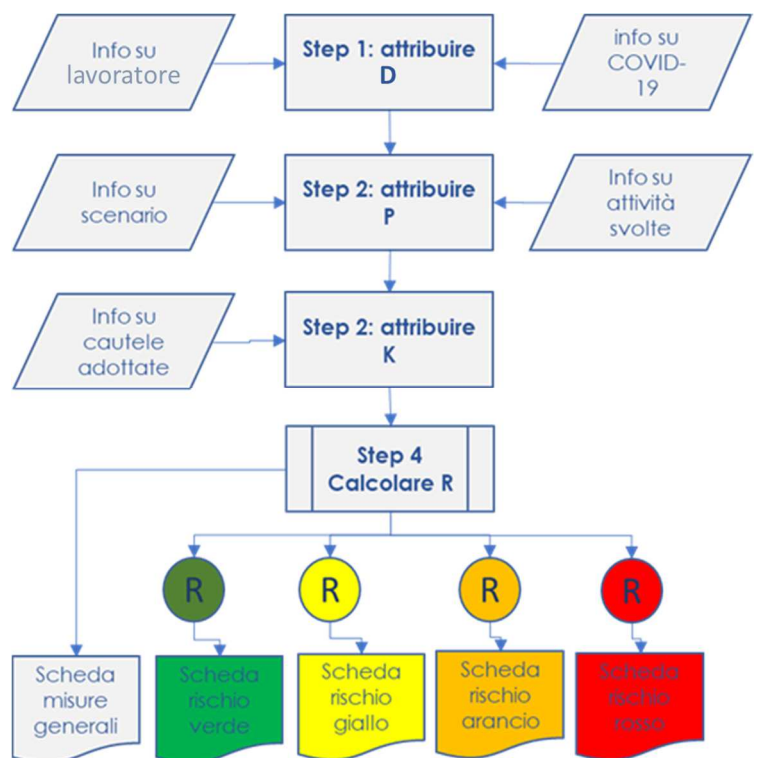 Info su
lavoratore
Step 1: attribuire
D
info su
COVID-
19
Info su
scenario
Step 2: attribuire
P
Info su
attività
svolte
Info su
cautele
adottate
Step 2: attribuire
K
Step 4
Calcolare R
R
R
R
R
Scheda
misure
generali
Scheda
rischio
verde
Scheda
rischio
giallo
Scheda
rischio
arancio
Scheda
rischio
rosso